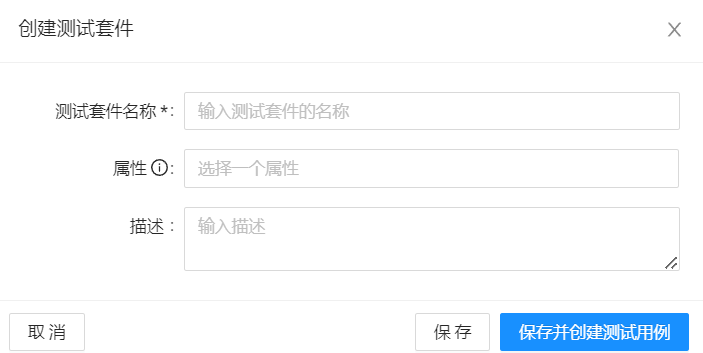 创建测试套件
测试套件名称 *:
输入测试套件的名称
属性 :
选择一个属性
描述 :
输入描述
取 消
保 存
保存并创建测试用例